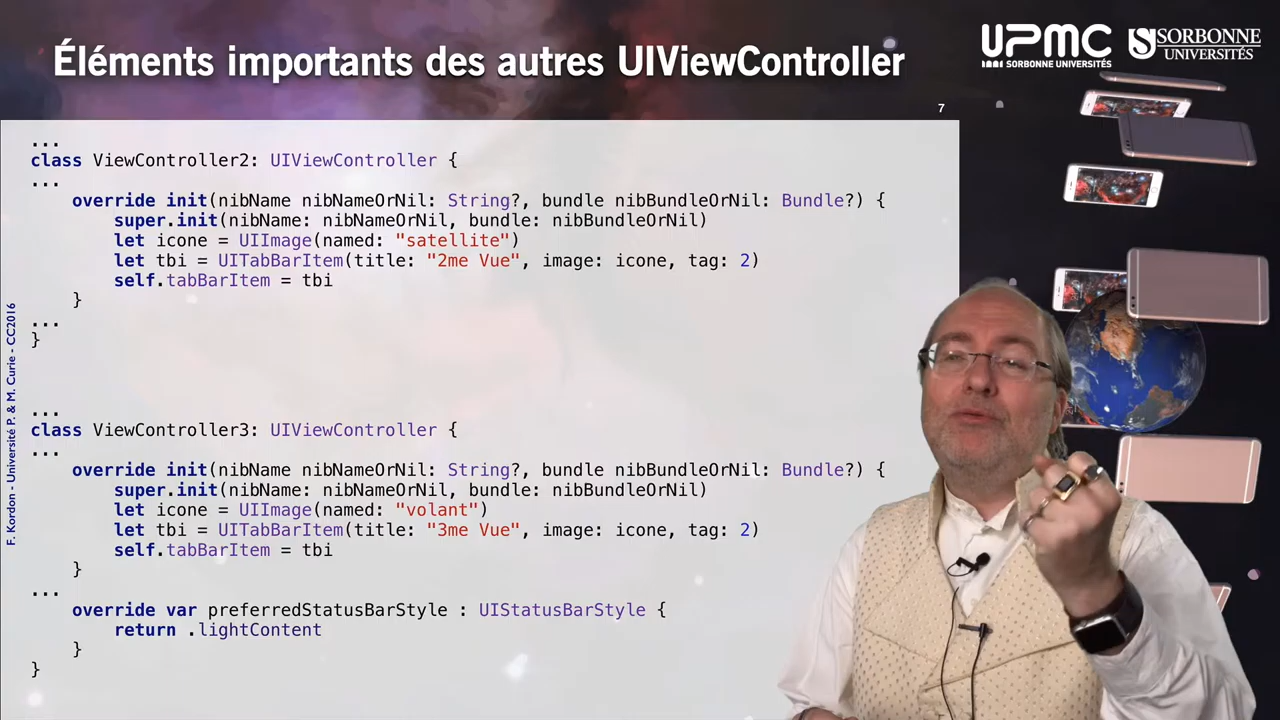 Éléments importants des autres UIViewController
UPMC
SORBONNE UNIVERSITÉS
SORBONNE
UNIVERSITÉS
7
...
class ViewController2: UIViewController {
...
override init(nibName nibNameOrNil: String?, bundle nibBundleOrNil: Bundle?) {
super.init(nibName: nibNameOrNil, bundle: nibBundleOrNil)
let icone = UIImage(named: "satellite")
let tbi = UITabBarItem(title: "2me Vue", image: icone, tag: 2)
self.tabBarItem = tbi
}
...
}
...
class ViewController3: UIViewController {
...
override init(nibName nibNameOrNil: String?, bundle nibBundleOrNil: Bundle?) {
super.init(nibName: nibNameOrNil, bundle: nibBundleOrNil)
let icone = UIImage(named: "volant")
let tbi = UITabBarItem(title: "3me Vue", image: icone, tag: 2)
self.tabBarItem = tbi
}
...
override var preferredStatusBarStyle : UIStatusBarStyle {
return .lightContent
}
}
F. Kordon - Université P. & M. Curie - CC2016